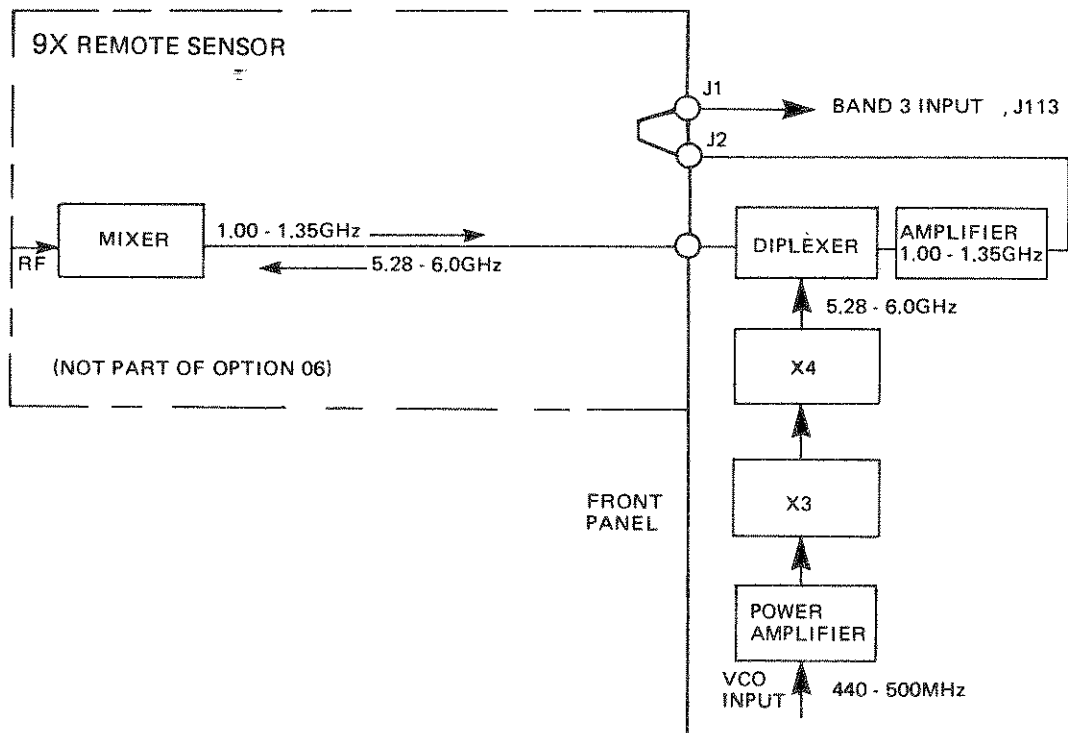 9X REMOTE SENSOR
J1
BAND 3 INPUT , J113
J2
MIXER
RF
1.00 - 1.35GHz
5.28 - 6.0GHz
DIPLÈXER
AMPLIFIER
1.00 - 1.35GHz
5.28 - 6.0GHz
(NOT PART OF OPTION 06)
X4
X3
FRONT
PANEL
POWER
AMPLIFIER
VCO
INPUT
440 - 500MHz